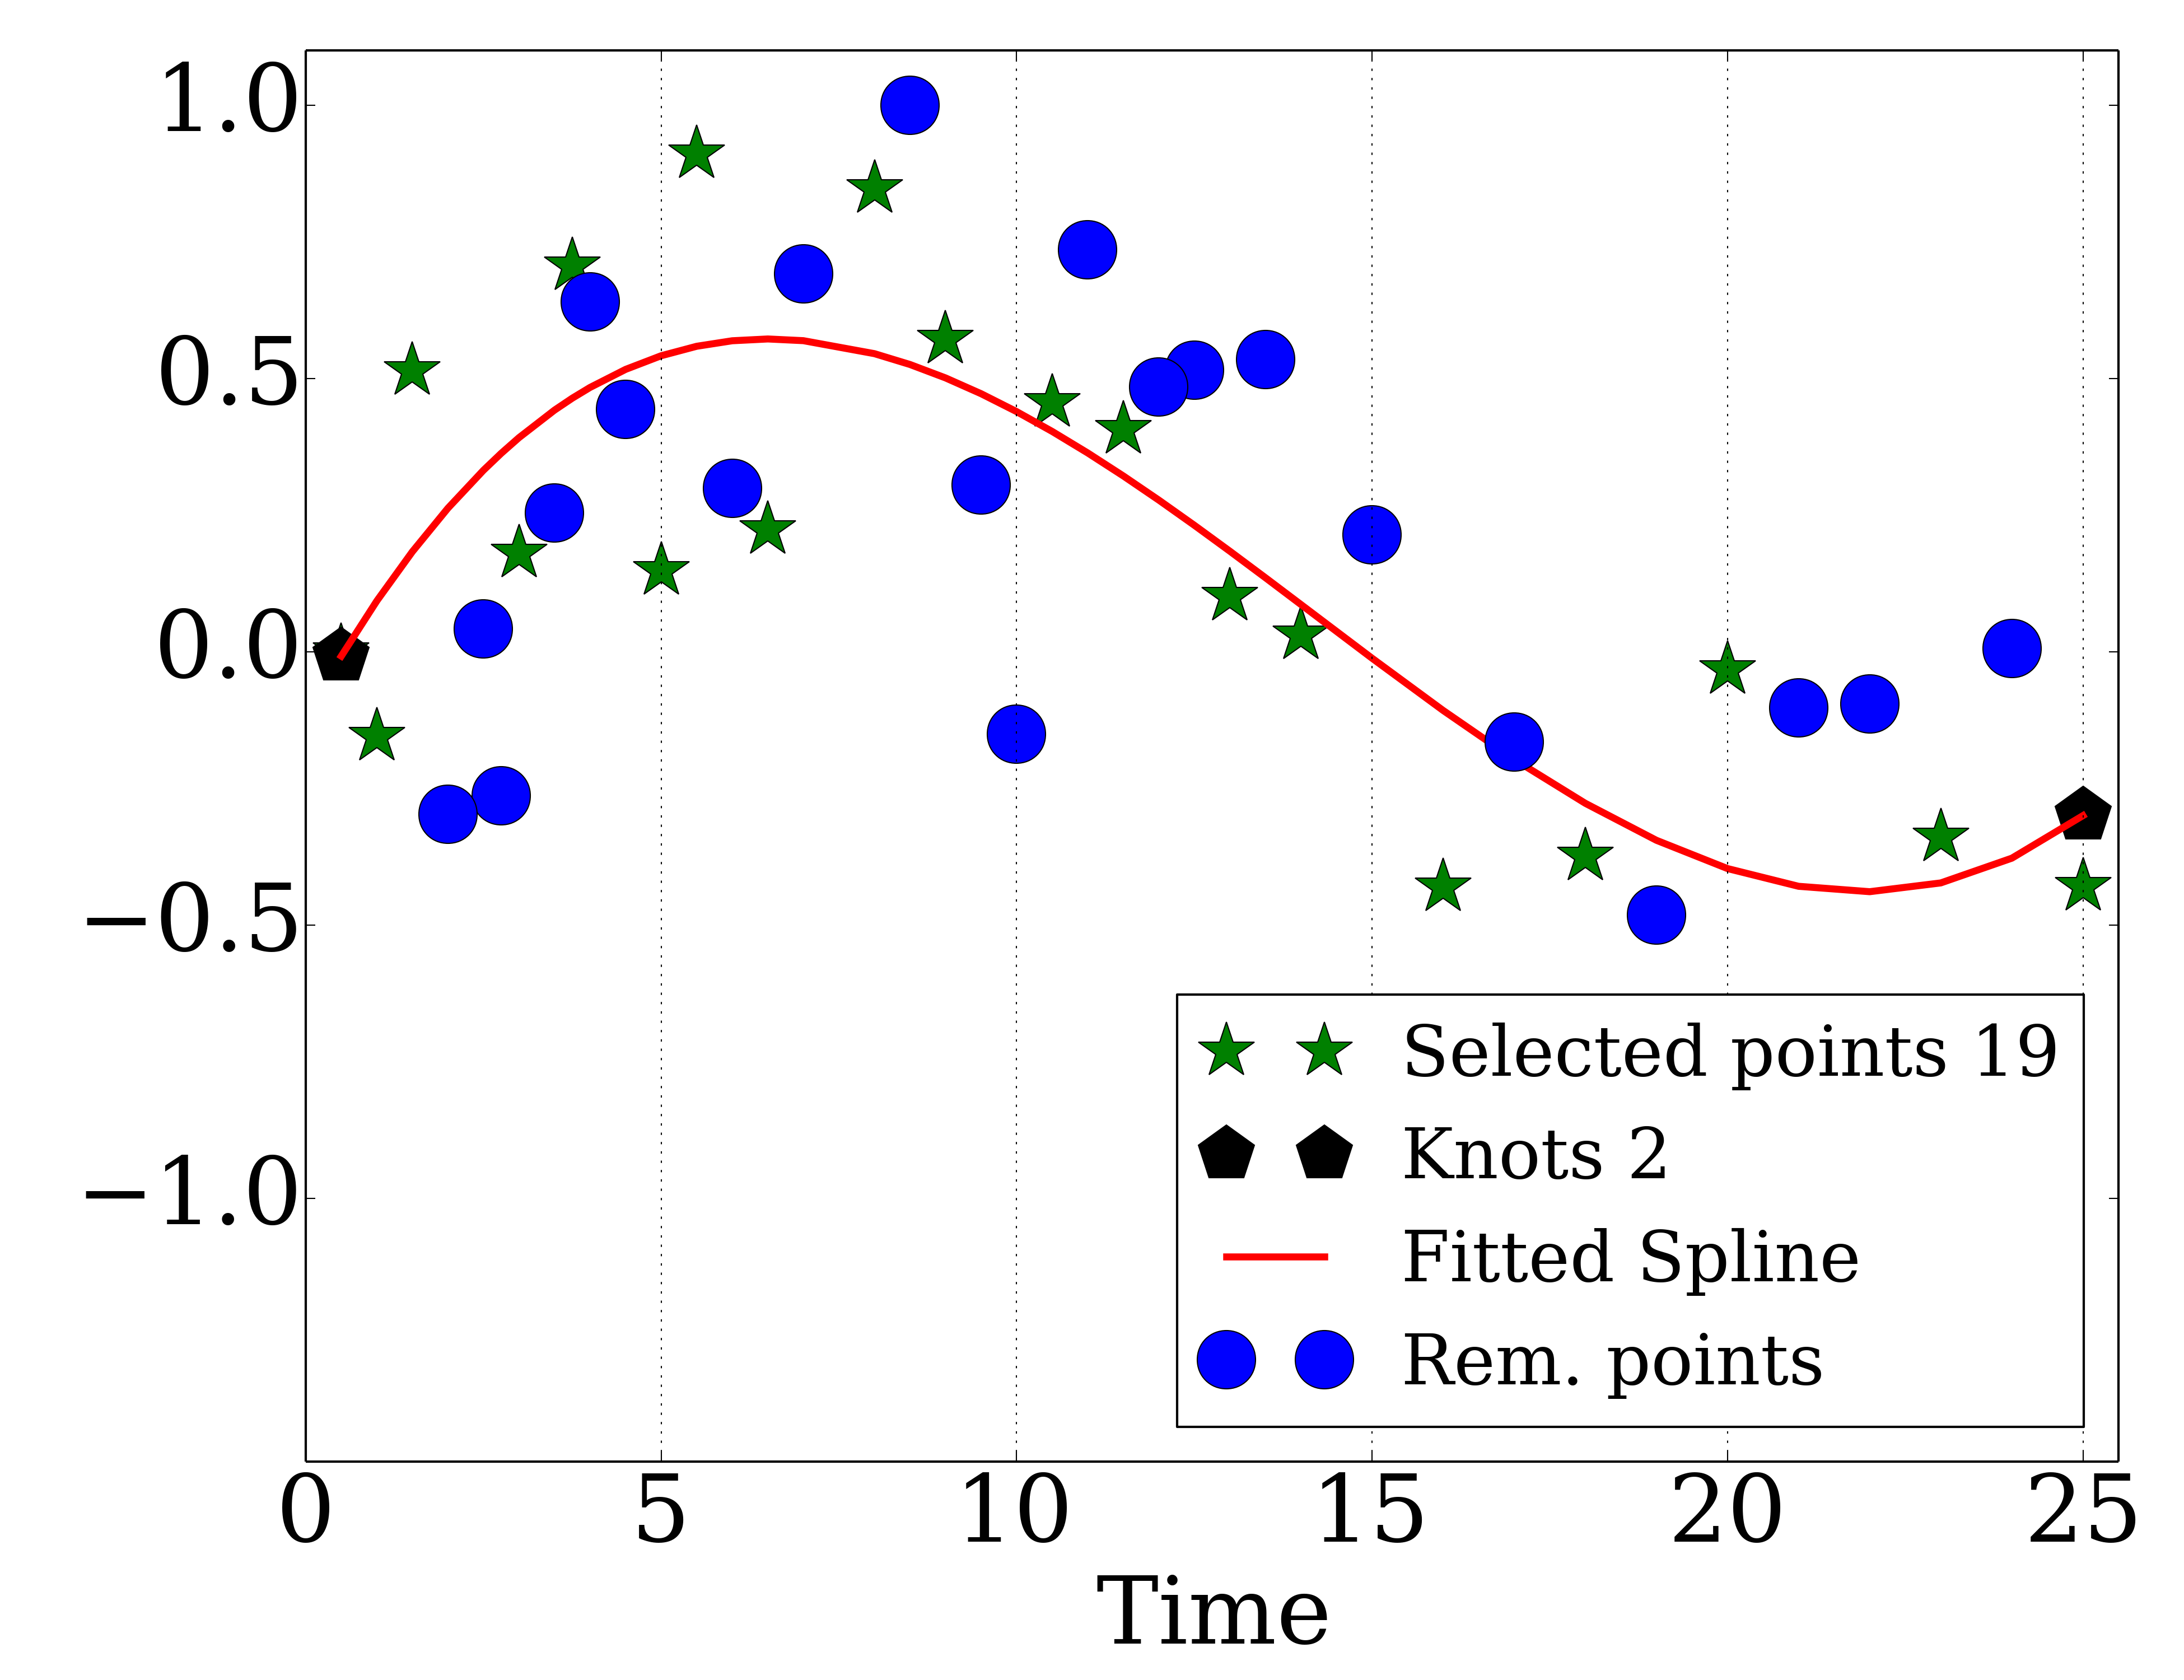 1.0
0.5
0.0
−0.5
−1.0
Selected points 19
Knots 2
Fitted Spline
Rem. points
0 5 10 15 20 25
Time